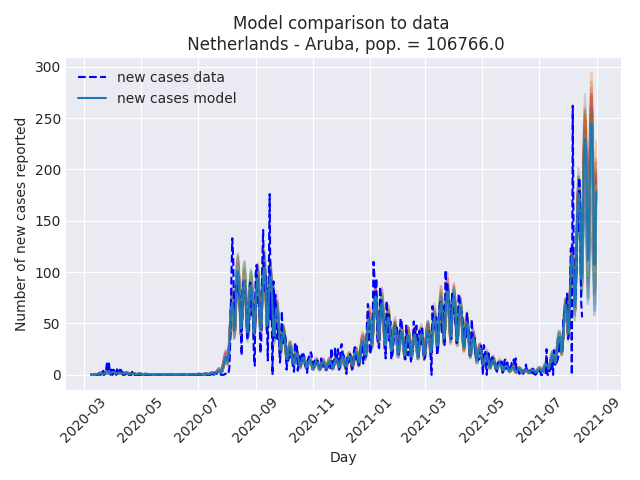 Model comparison to data
Netherlands - Aruba, pop. = 106766.0
300
250
200
150
100
50
0
Number of new cases reported
new cases data
new cases model
2020-03
2020-05
2020-07
2020-09
2020-11
2021-01
2021-03
2021-05
2021-07
2021-09
Day